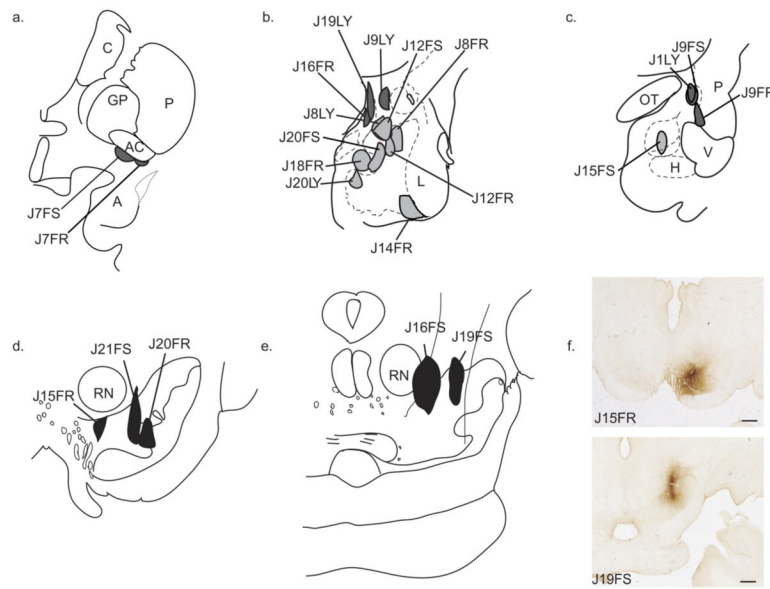 a.
C
GP
P
AC
A
J7FS
J7FR
b.
J19LY
J9LY
J12FS
J8FR
J16FR
J8LY
J20FS
J18FR
J20LY
L
J12FR
J14FR
c.
J9FS
J1LY
P
OT
J9FR
J15FS
H
V
d.
J21FS
J20FR
J15FR
RN
e.
J16FS
J19FS
RN
f.
J15FR
J19FS